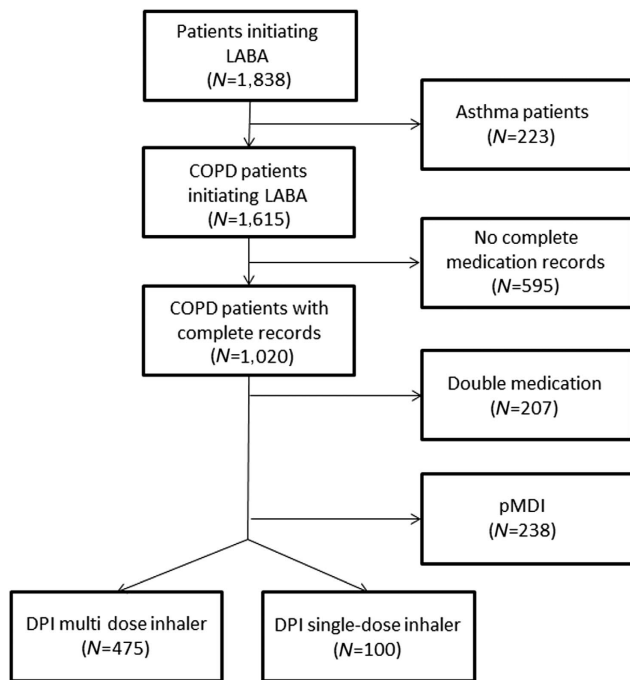 Patients initiating
LABA
(N=1,838)
Asthma patients
(N=223)
COPD patients
initiating LABA
(N=1,615)
No complete
medication records
(N=595)
COPD patients with
complete records
(N=1,020)
Double medication
(N=207)
pMDI
(N=238)
DPI multi dose inhaler
(N=475)
DPI single-dose inhaler
(N=100)